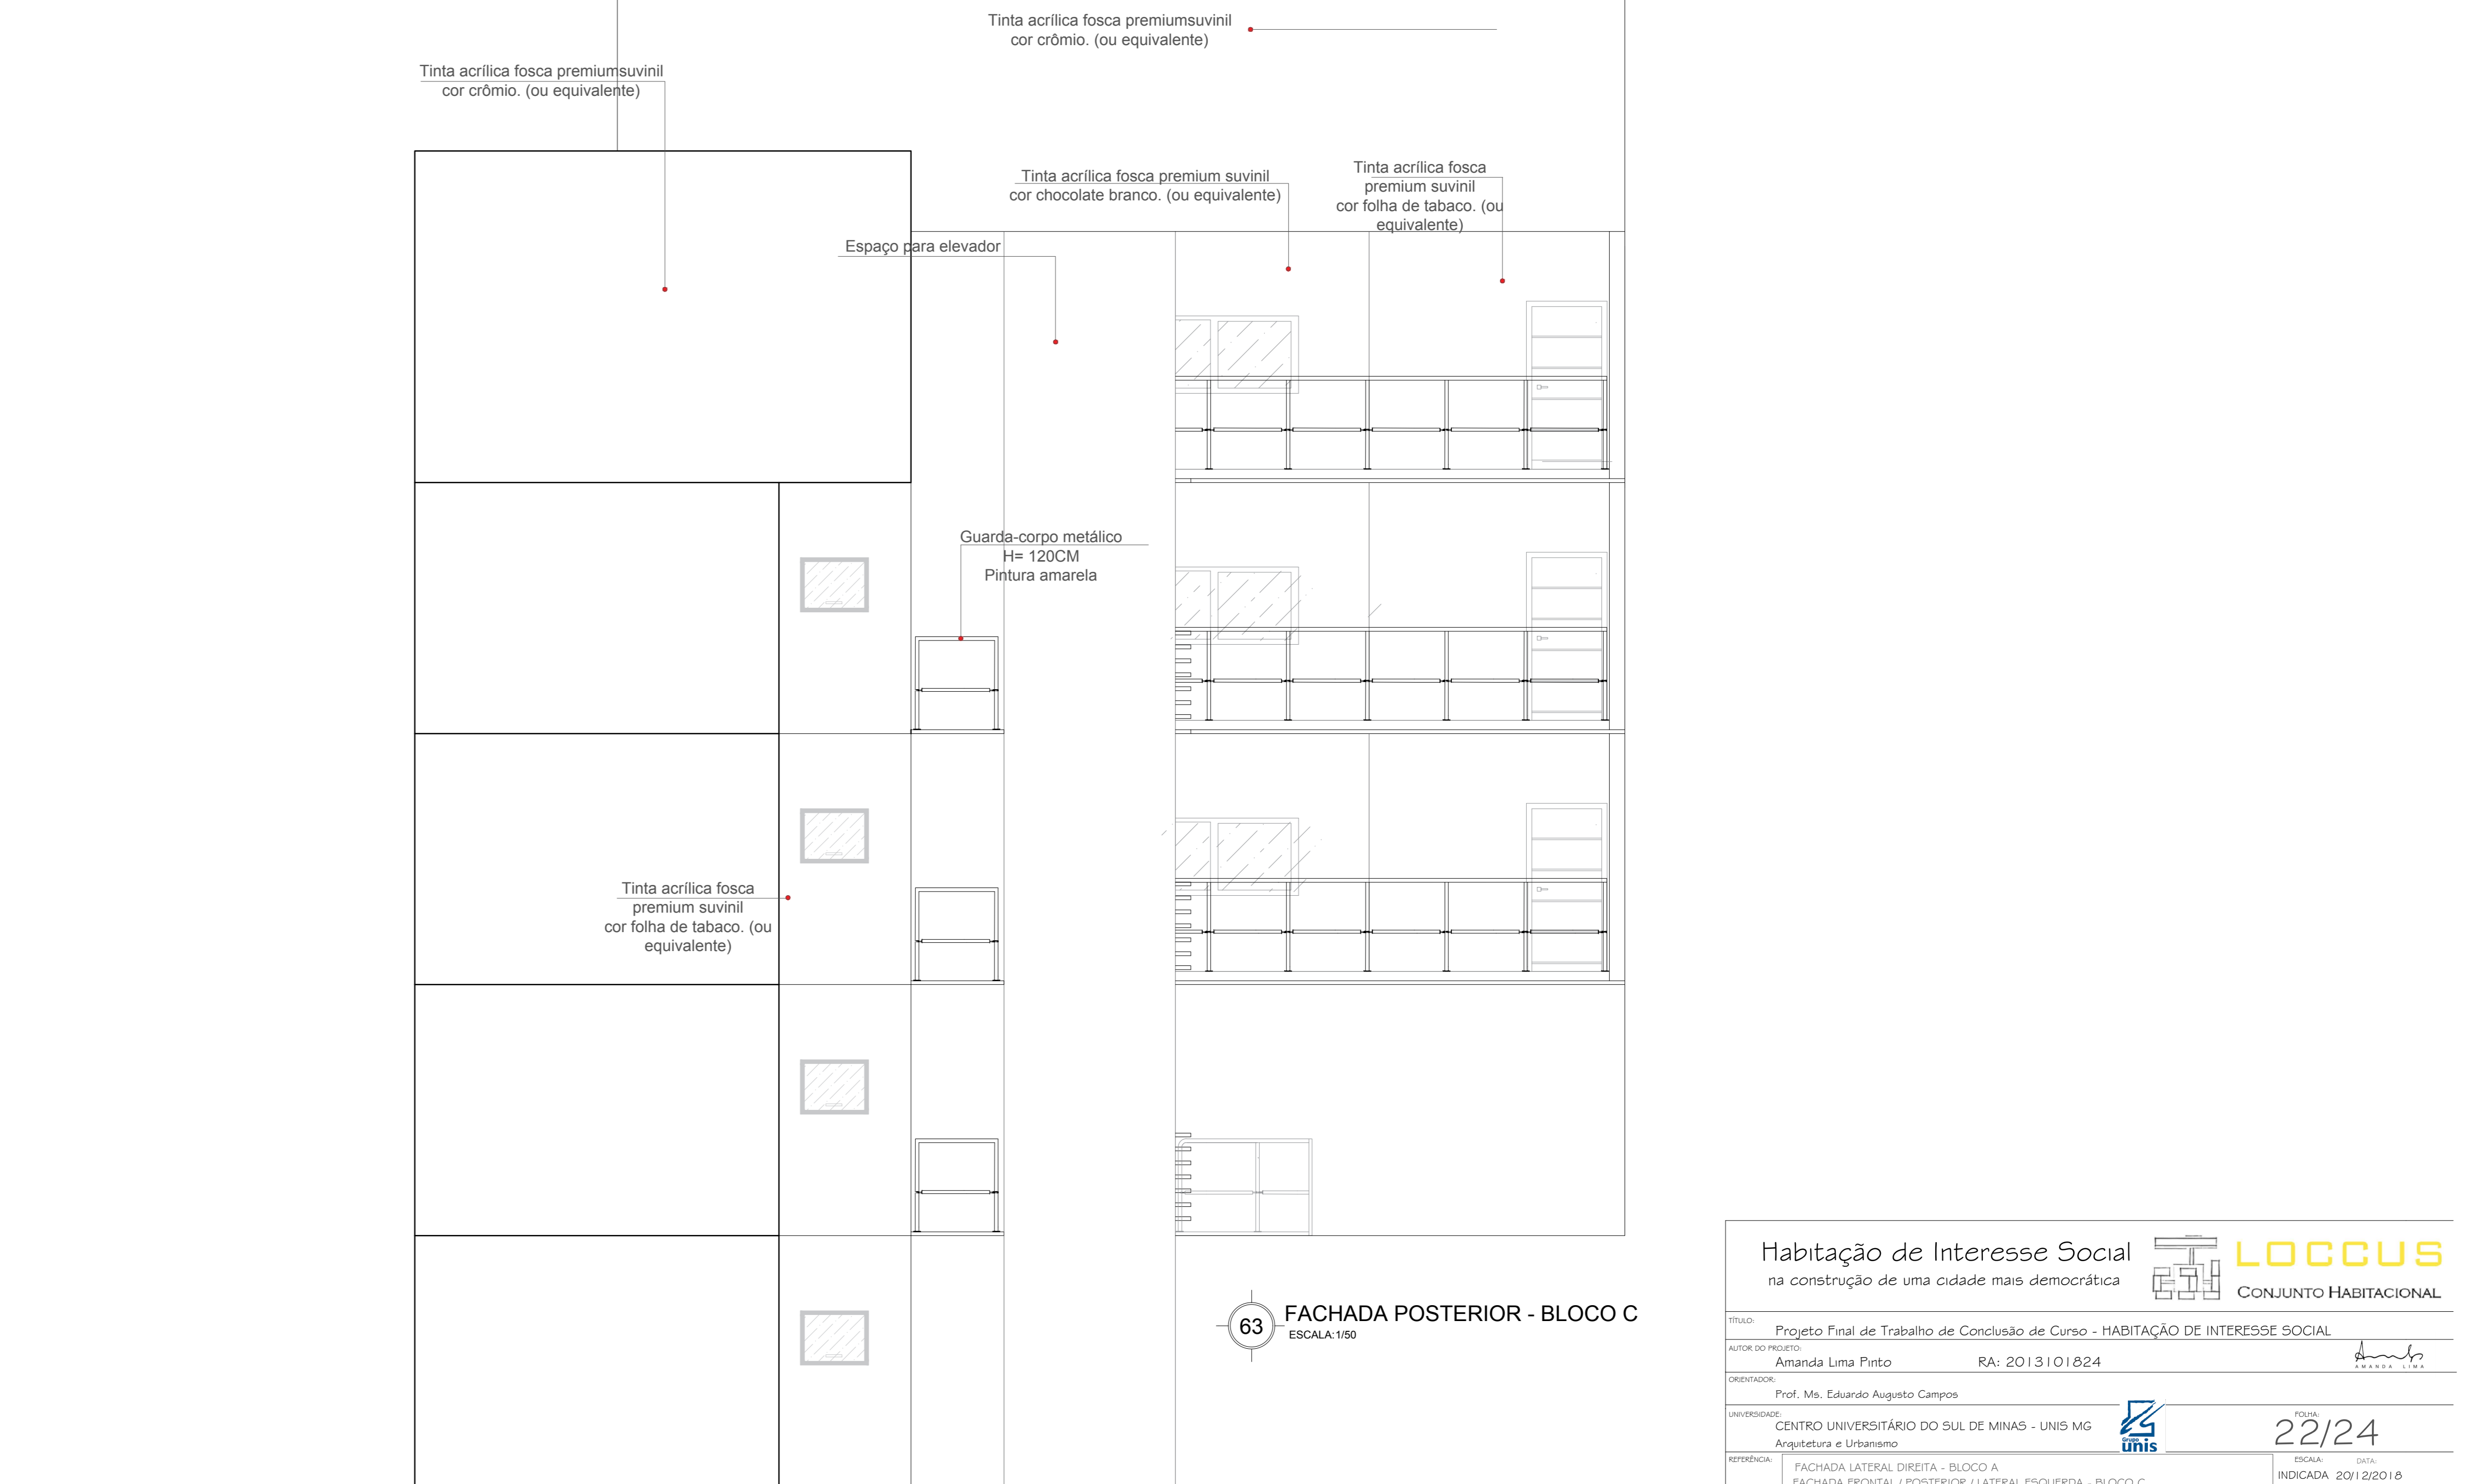 Tinta acrílica fosca premiumsuvinil
cor crômio. (ou equivalente)
Tinta acrílica fosca premiumsuvinil
cor crômio. (ou equivalente)
Tinta acrílica fosca premium suvinil
cor chocolate branco. (ou equivalente)
Tinta acrílica fosca
premium suvinil
cor folha de tabaco. (ou
equivalente)
Espaço para elevador
Guarda-corpo metálico
H= 120CM
Pintura amarela
Tinta acrílica fosca
premium suvinil
cor folha de tabaco. (ou
equivalente)
63
FACHADA POSTERIOR - BLOCO C
ESCALA:1/50
Habitação de Interesse Social
na construção de uma cidade mais democrática
LOCCUS
CONJUNTO HABITACIONAL
TÍTULO:
Projeto Final de Trabalho de Conclusão de Curso - HABITAÇÃO DE INTERESSE SOCIAL
AUTOR DO PROJETO:
Amanda Lima Pinto RA: 2013101824
AMANDA LIMA
ORIENTADOR:
Prof. Ms. Eduardo Augusto Campos
UNIVERSIDADE:
CENTRO UNIVERSITÁRIO DO SUL DE MINAS - UNIS MG
Arquitetura e Urbanismo
Grupo
unis
FOLHA:
22/24
REFERÊNCIA:
FACHADA LATERAL DIREITA - BLOCO A
FACHADA FRONTAL / POSTERIOR / LATERAL ESQUERDA - BLOCO C
ESCALA: DATA:
INDICADA 20/12/2018